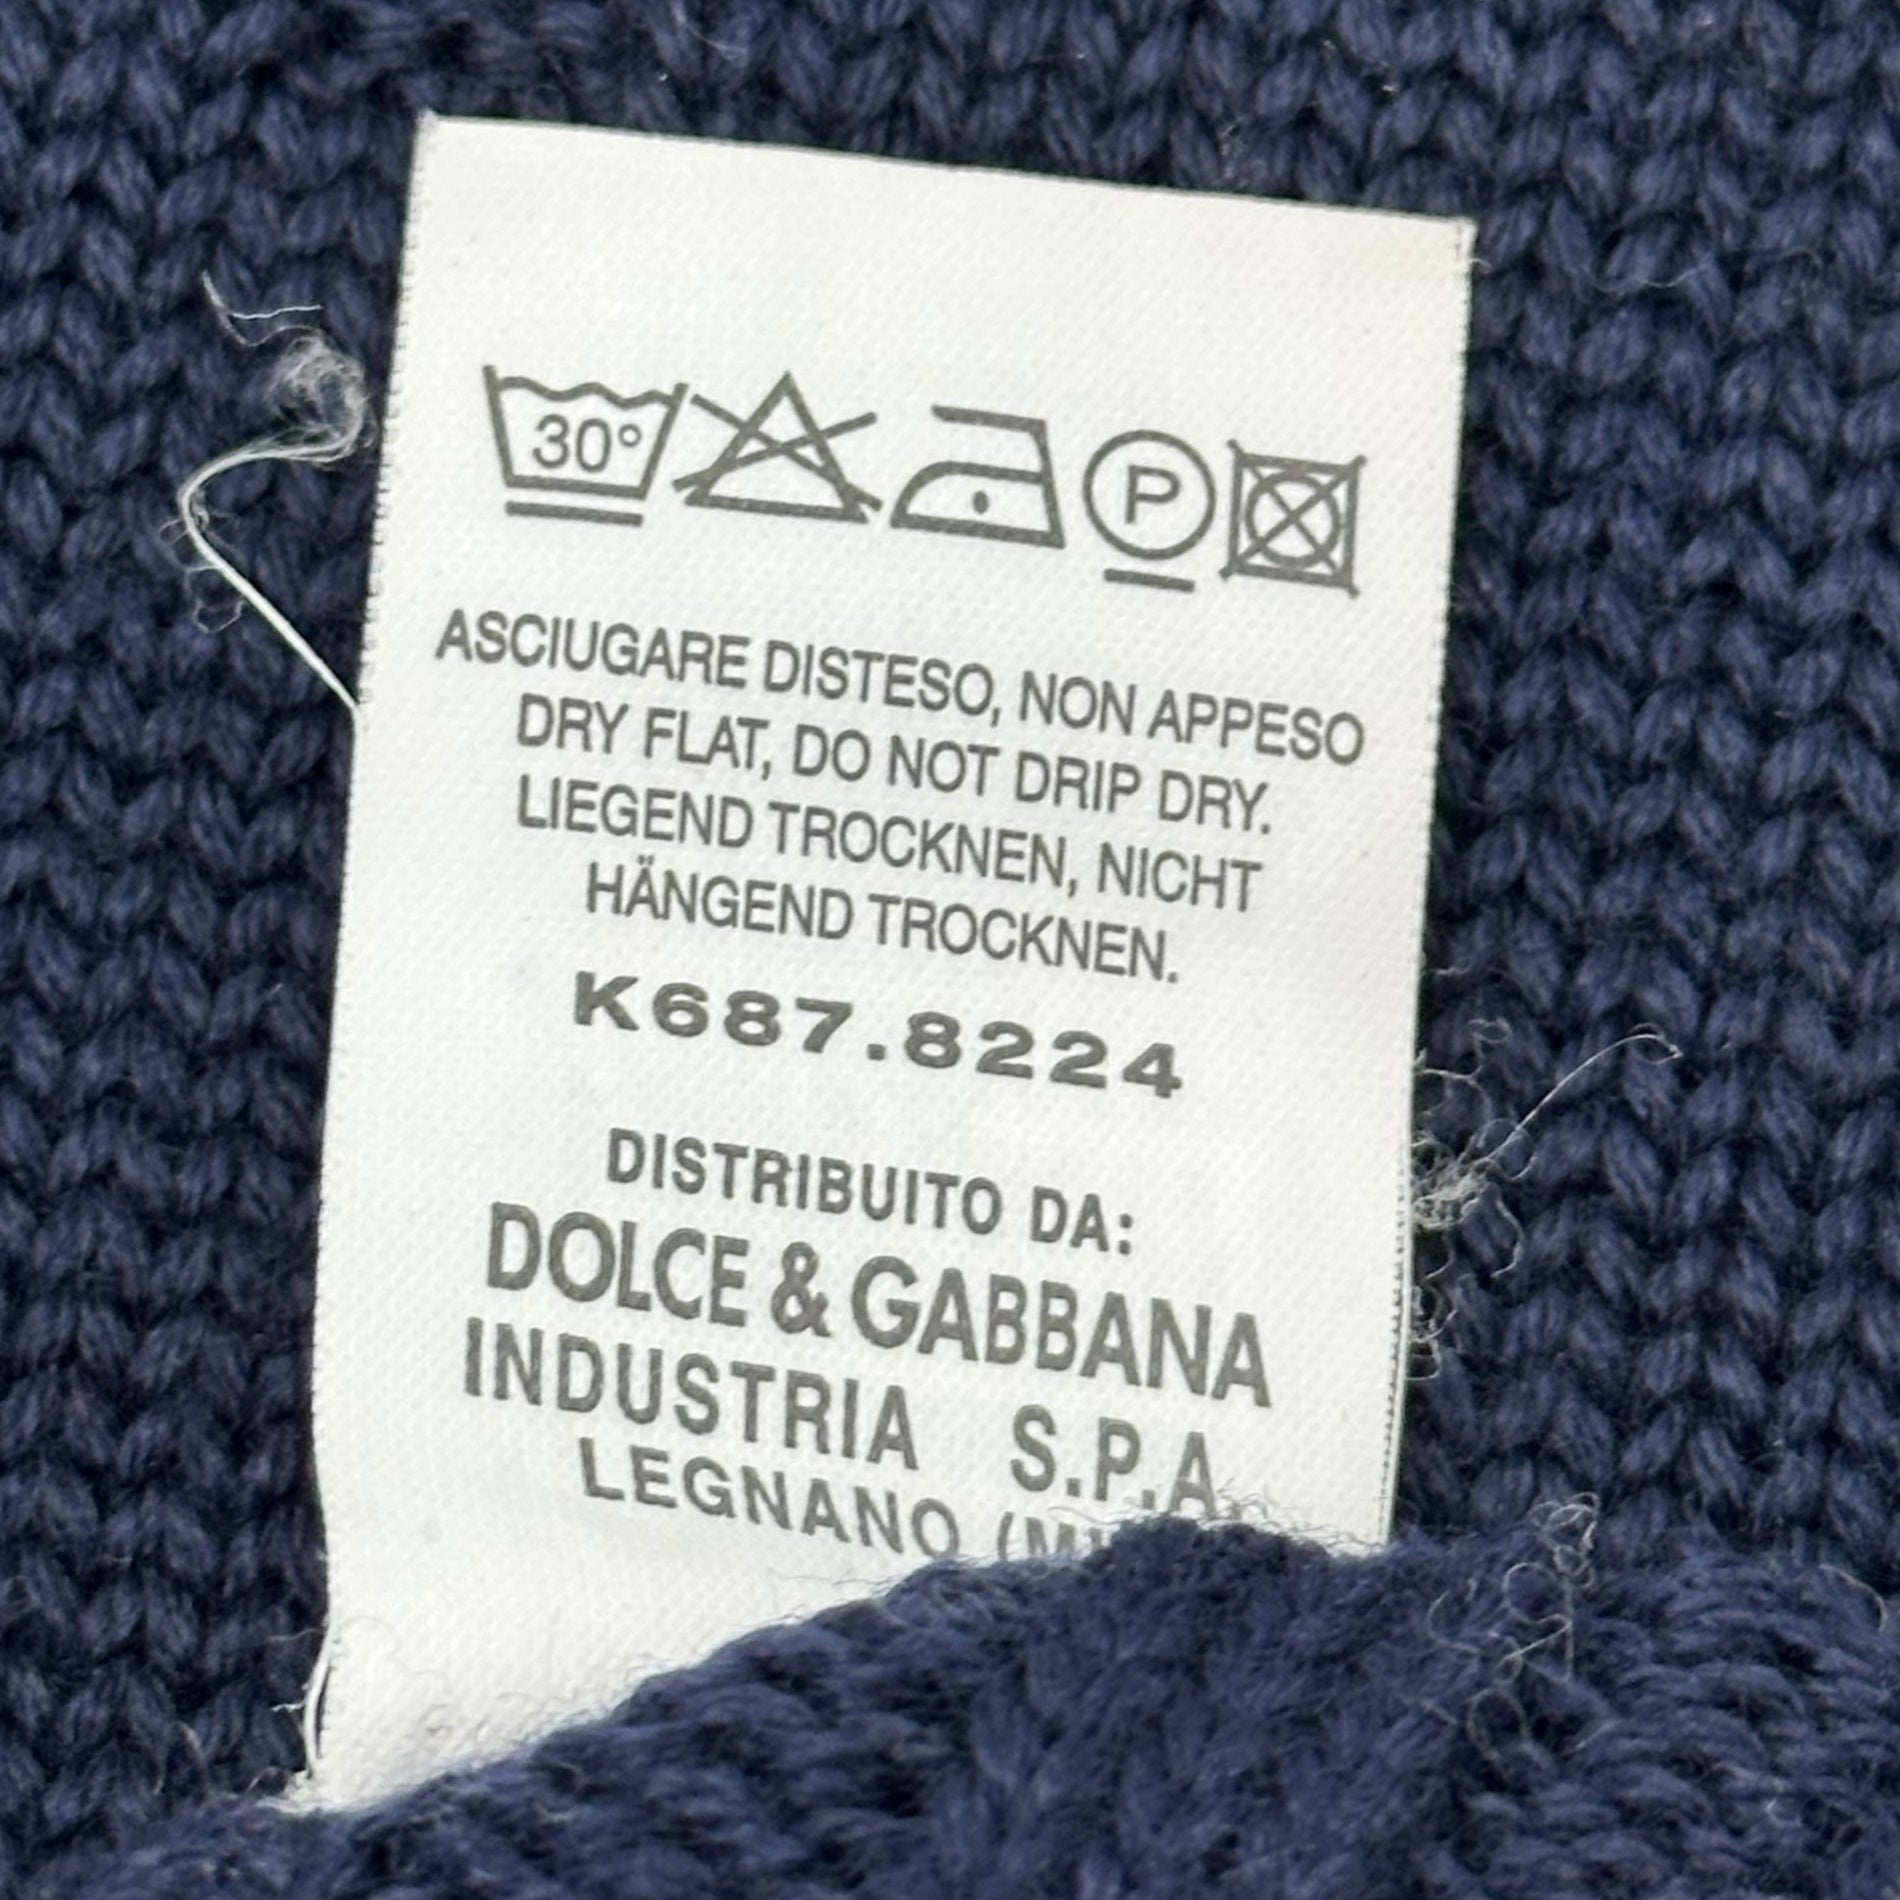 30°
P
ASCIUGARE DISTESO, NON APPESO
DRY FLAT, DO NOT DRIP DRY.
LIEGEND TROCKNEN, NICHT
HÄNGEND TROCKNEN.
K687.8224
DISTRIBUITO DA:
DOLCE & GABBANA
INDUSTRIA S.P.A.
LEGNANO